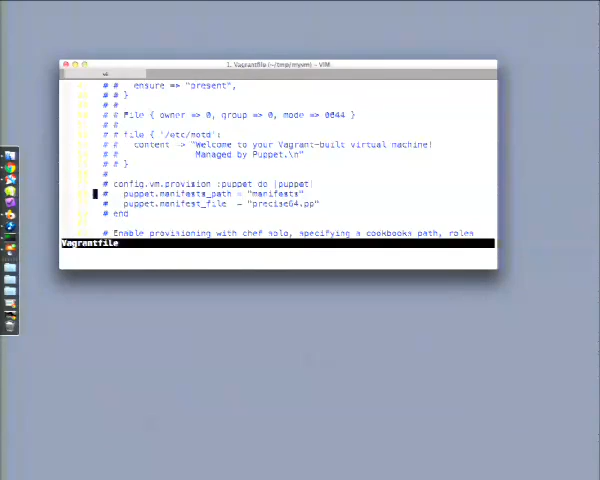 1. Vagrantfile (~/tmp/myvm) - VIM
# #   ensure => "present",
# # }
# #
# # File { owner => 0, group => 0, mode => 0644 }
# #
# # file { '/etc/motd':
# #   content => "Welcome to your Vagrant-built virtual machine!
# #               Managed by Puppet.\n"
# # }
#
# config.vm.provision :puppet do |puppet|
#   puppet.manifests_path = "manifests"
#   puppet.manifest_file  = "precise64.pp"
# end
# Enable provisioning with chef solo, specifying a cookbooks path, roles
Vagrantfile